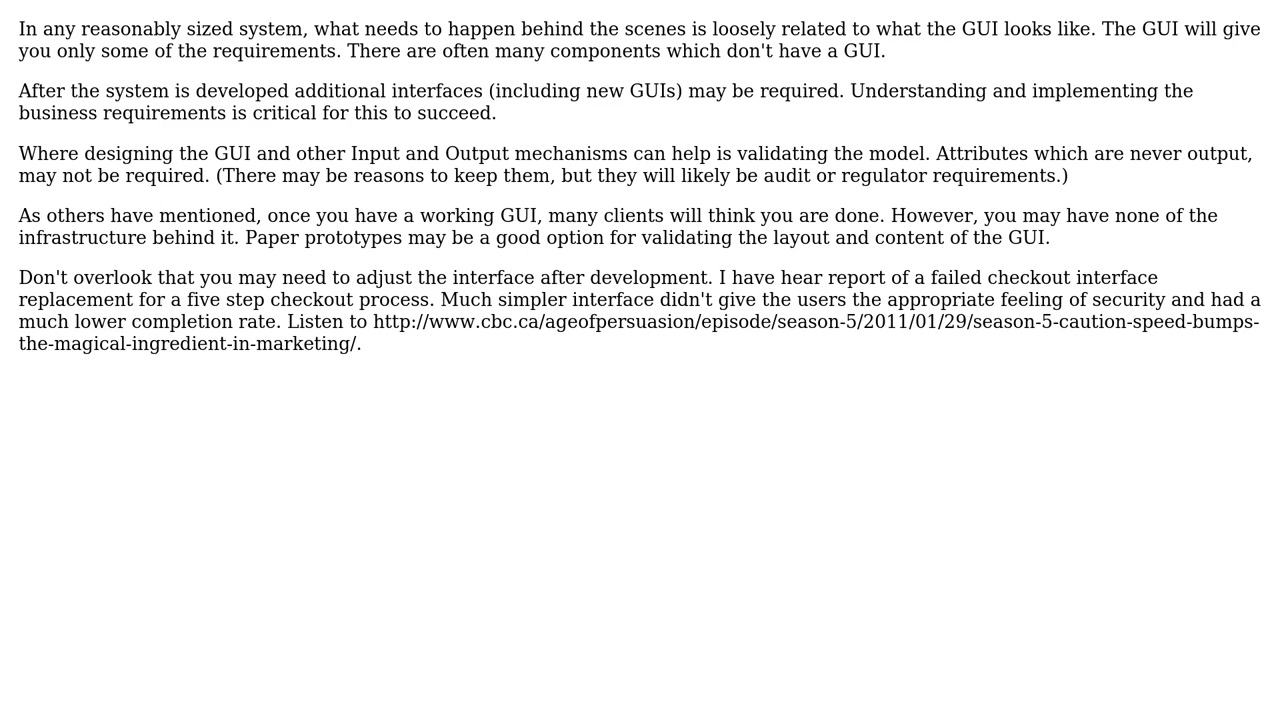 In any reasonably sized system, what needs to happen behind the scenes is loosely related to what the GUI looks like. The GUI will give
you only some of the requirements. There are often many components which don't have a GUI.
After the system is developed additional interfaces (including new GUIs) may be required. Understanding and implementing the
business requirements is critical for this to succeed.
Where designing the GUI and other Input and Output mechanisms can help is validating the model. Attributes which are never output,
may not be required. (There may be reasons to keep them, but they will likely be audit or regulator requirements.)
As others have mentioned, once you have a working GUI, many clients will think you are done. However, you may have none of the
infrastructure behind it. Paper prototypes may be a good option for validating the layout and content of the GUI.
Don't overlook that you may need to adjust the interface after development. I have hear report of a failed checkout interface
replacement for a five step checkout process. Much simpler interface didn't give the users the appropriate feeling of security and had a
much lower completion rate. Listen to http://www.cbc.ca/ageofpersuasion/episode/season-5/2011/01/29/season-5-caution-speed-bumps-
the-magical-ingredient-in-marketing/.